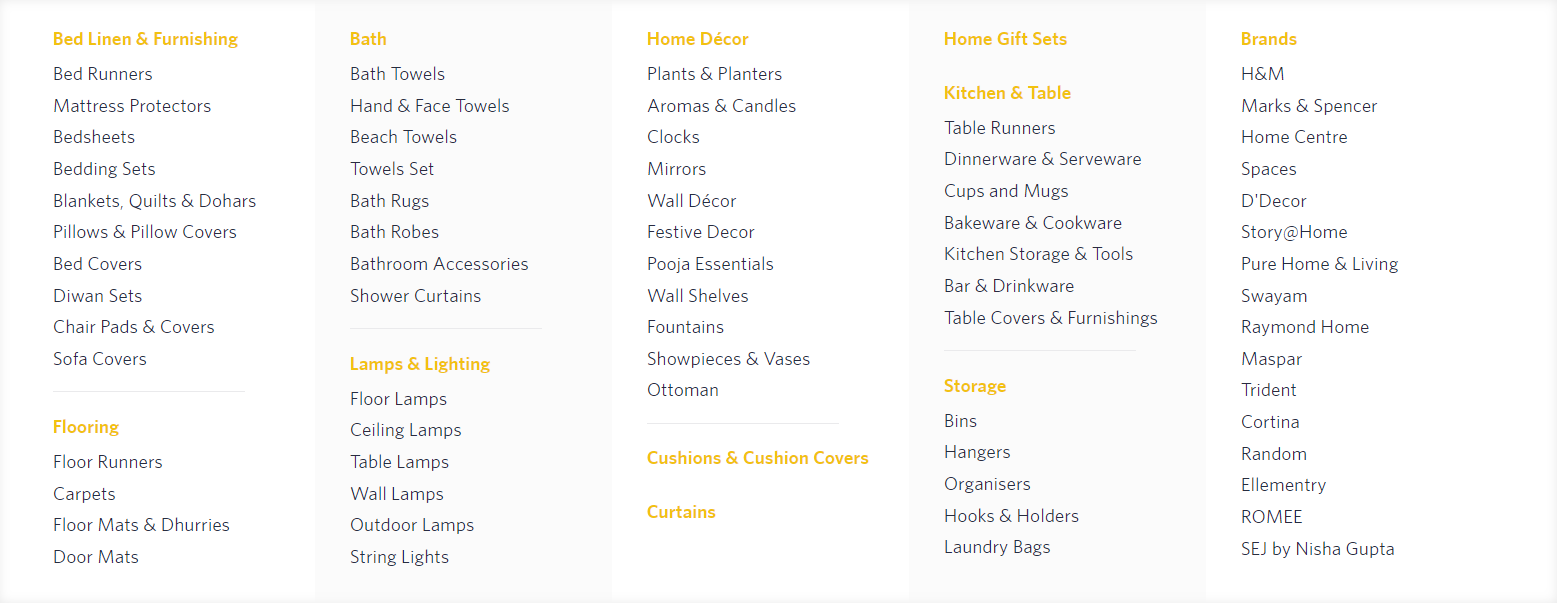 Bed Linen & Furnishing
Bed Runners
Mattress Protectors
Bedsheets
Bedding Sets
Blankets, Quilts & Dohars
Pillows & Pillow Covers
Bed Covers
Diwan Sets
Chair Pads & Covers
Sofa Covers
Flooring
Floor Runners
Carpets
Floor Mats & Dhurries
Door Mats
Bath
Bath Towels
Hand & Face Towels
Beach Towels
Towels Set
Bath Rugs
Bath Robes
Bathroom Accessories
Shower Curtains
Lamps & Lighting
Floor Lamps
Ceiling Lamps
Table Lamps
Wall Lamps
Outdoor Lamps
String Lights
Home Décor
Plants & Planters
Aromas & Candles
Clocks
Mirrors
Wall Décor
Festive Decor
Pooja Essentials
Wall Shelves
Fountains
Showpieces & Vases
Ottoman
Cushions & Cushion Covers
Curtains
Home Gift Sets
Kitchen & Table
Table Runners
Dinnerware & Serveware
Cups and Mugs
Bakeware & Cookware
Kitchen Storage & Tools
Bar & Drinkware
Table Covers & Furnishings
Storage
Bins
Hangers
Organisers
Hooks & Holders
Laundry Bags
Brands
H&M
Marks & Spencer
Home Centre
Spaces
D'Decor
Story@Home
Pure Home & Living
Swayam
Raymond Home
Maspar
Trident
Cortina
Random
Ellementry
ROMEE
SEJ by Nisha Gupta